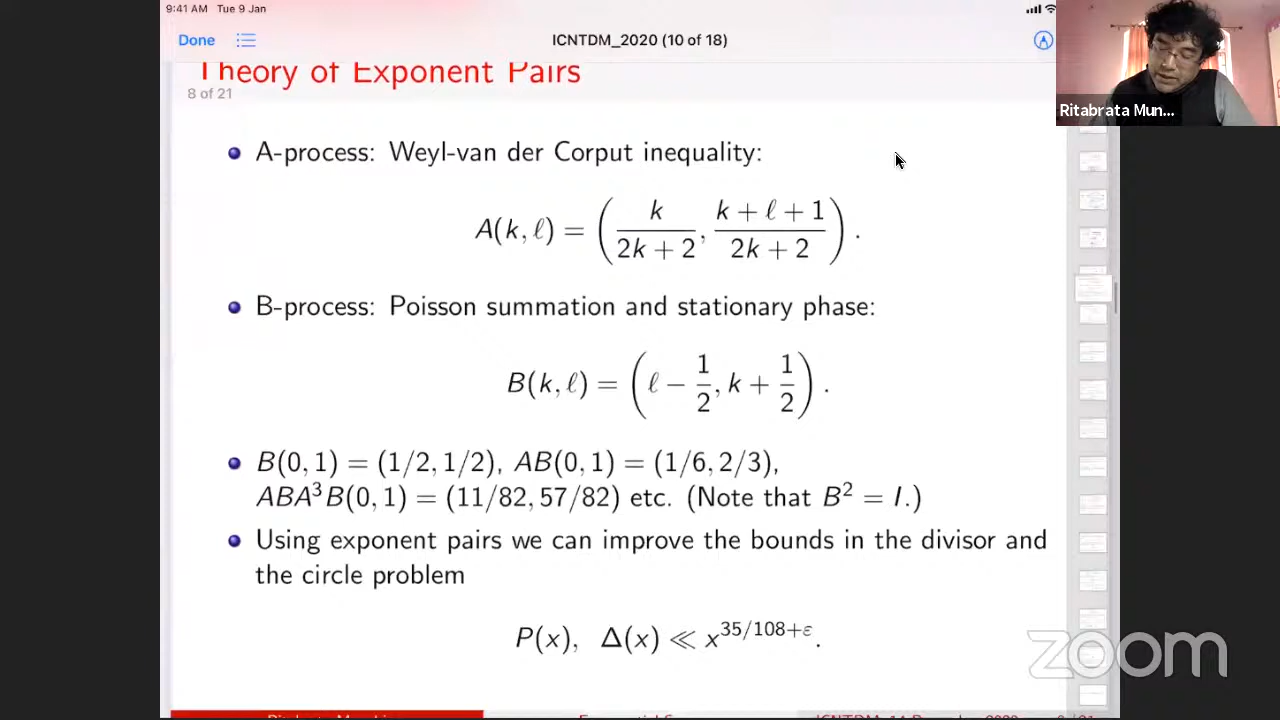 9:41 AM Tue 9 Jan
Done
ICNTDM_2020 (10 of 18)
Ritabrata Mun...
Theory of Exponent Pairs
8 of 21
A-process: Weyl-van der Corput inequality:
A(k, ℓ) = ( k / 2k + 2 , k + ℓ + 1 / 2k + 2 ) .
B-process: Poisson summation and stationary phase:
B(k, ℓ) = ( ℓ − 1/2 , k + 1/2 ) .
B(0, 1) = (1/2, 1/2), AB(0, 1) = (1/6, 2/3),
ABA³B(0, 1) = (11/82, 57/82) etc. (Note that B² = I.)
Using exponent pairs we can improve the bounds in the divisor and
the circle problem
P(x), Δ(x) ≪ x^{35/108+ε}.
zoom